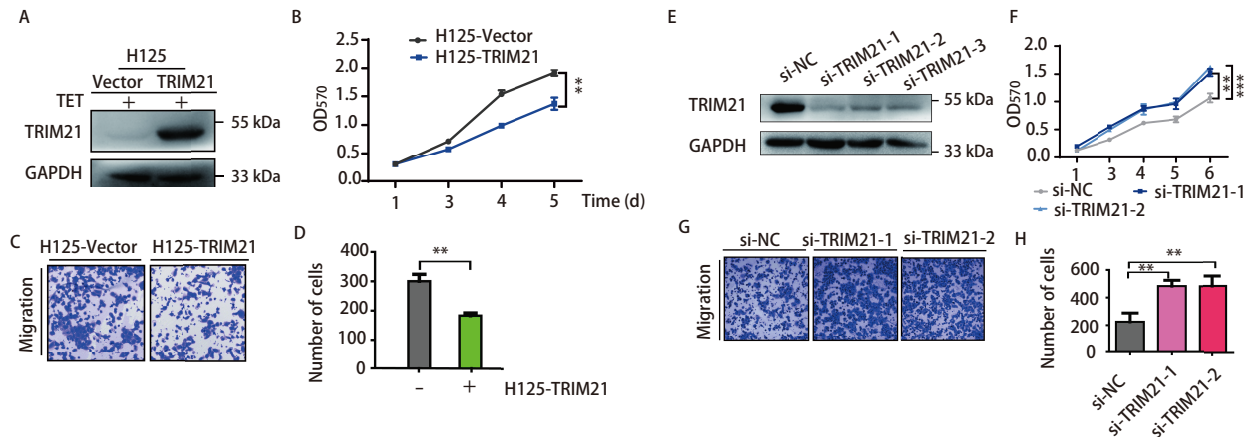 A
H125
Vector TRIM21
TET + +
TRIM21
55 kDa
GAPDH
33 kDa
B
H125-Vector
H125-TRIM21
2.5
2.0
1.5
1.0
0.5
0.0
OD570
**
1 3 4 5 Time (d)
C
H125-Vector H125-TRIM21
Migration
D
**
400
300
200
100
0
Number of cells
– +
H125-TRIM21
E
si-NC si-TRIM21-1 si-TRIM21-2 si-TRIM21-3
TRIM21
55 kDa
GAPDH
33 kDa
F
2.0
1.5
1.0
0.5
0.0
OD570
**
***
1 3 4 5 6
si-NC si-TRIM21-1
si-TRIM21-2
G
si-NC si-TRIM21-1 si-TRIM21-2
Migration
H
**
**
600
400
200
0
Number of cells
si-NC
si-TRIM21-1
si-TRIM21-2